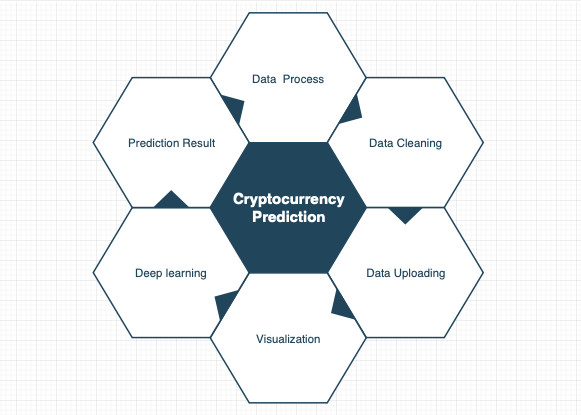 Data Process
Prediction Result
Data Cleaning
Cryptocurrency
Prediction
Deep learning
Data Uploading
Visualization